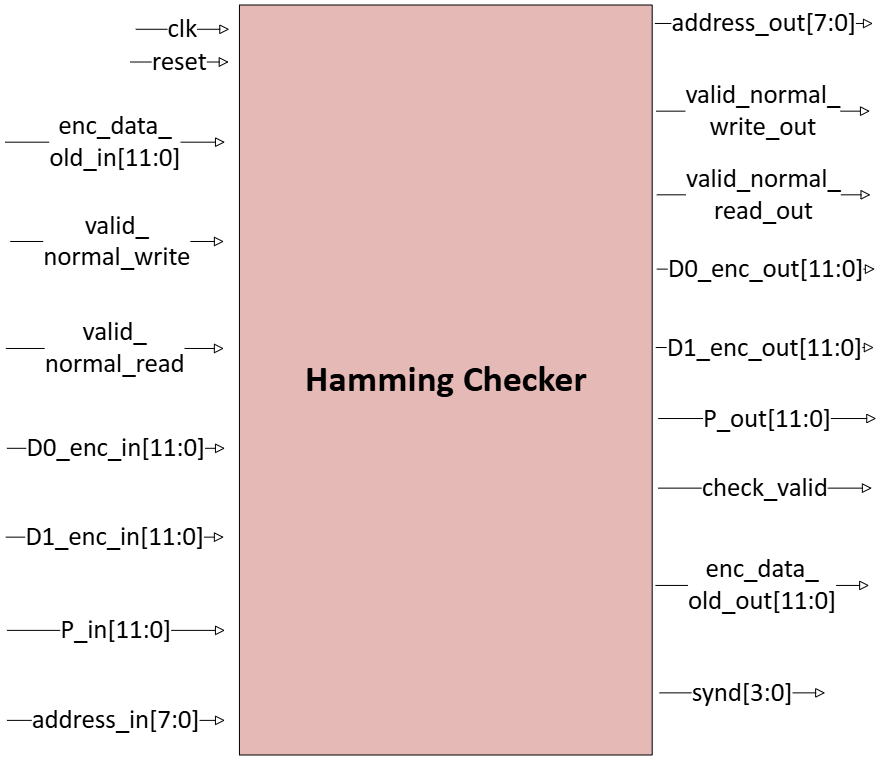 clk
reset
enc_data_
old_in[11:0]
valid_
normal_write
valid_
normal_read
D0_enc_in[11:0]
D1_enc_in[11:0]
P_in[11:0]
address_in[7:0]
Hamming Checker
address_out[7:0]
valid_normal_
write_out
valid_normal_
read_out
D0_enc_out[11:0]
D1_enc_out[11:0]
P_out[11:0]
check_valid
enc_data_
old_out[11:0]
synd[3:0]